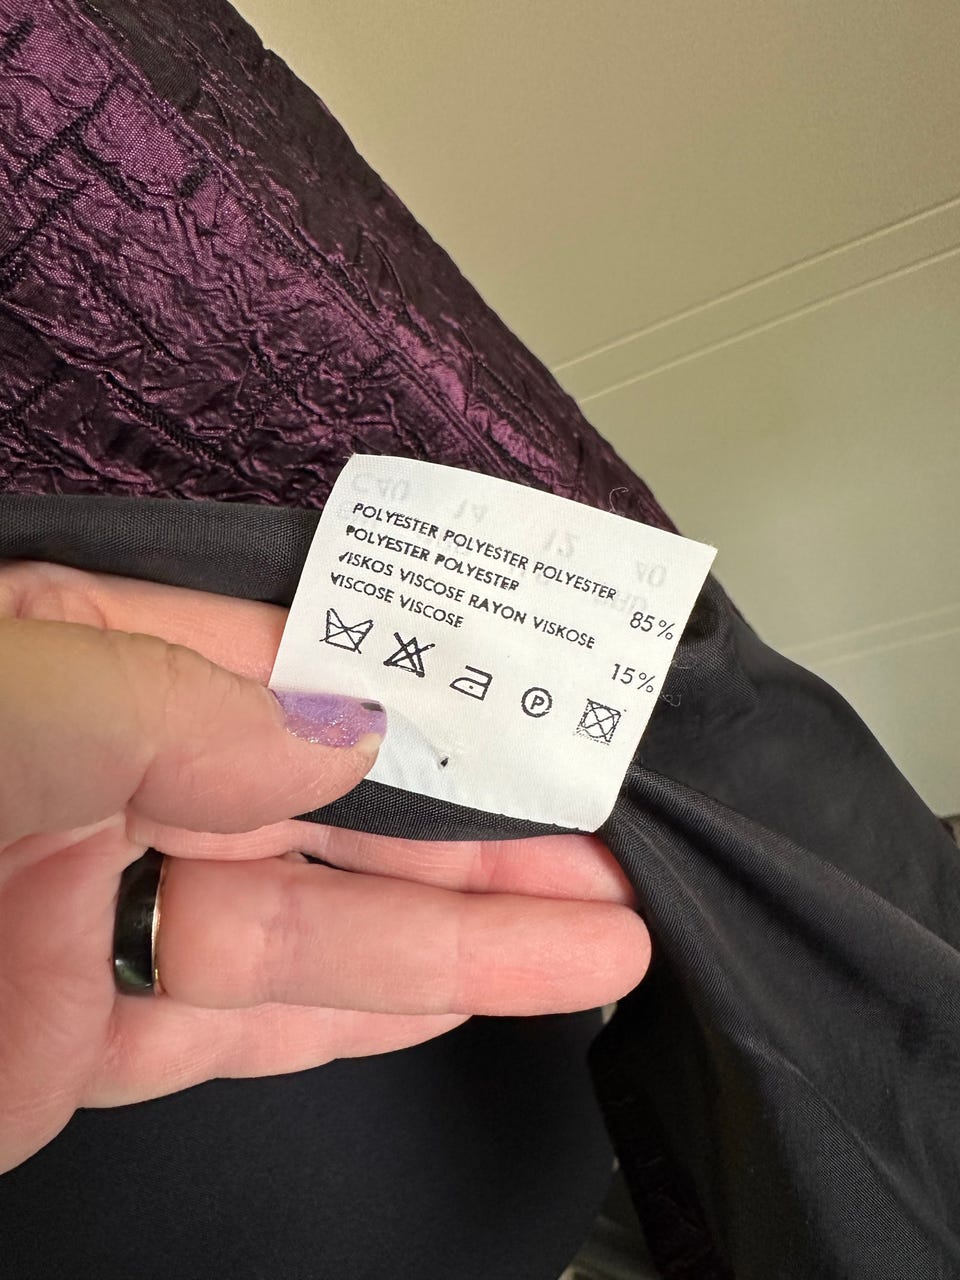 POLYESTER POLYESTER POLYESTER
POLYESTER POLYESTER 85%
VISKOS VISCOSE RAYON VISKOSE
VISCOSE VISCOSE 15%
P